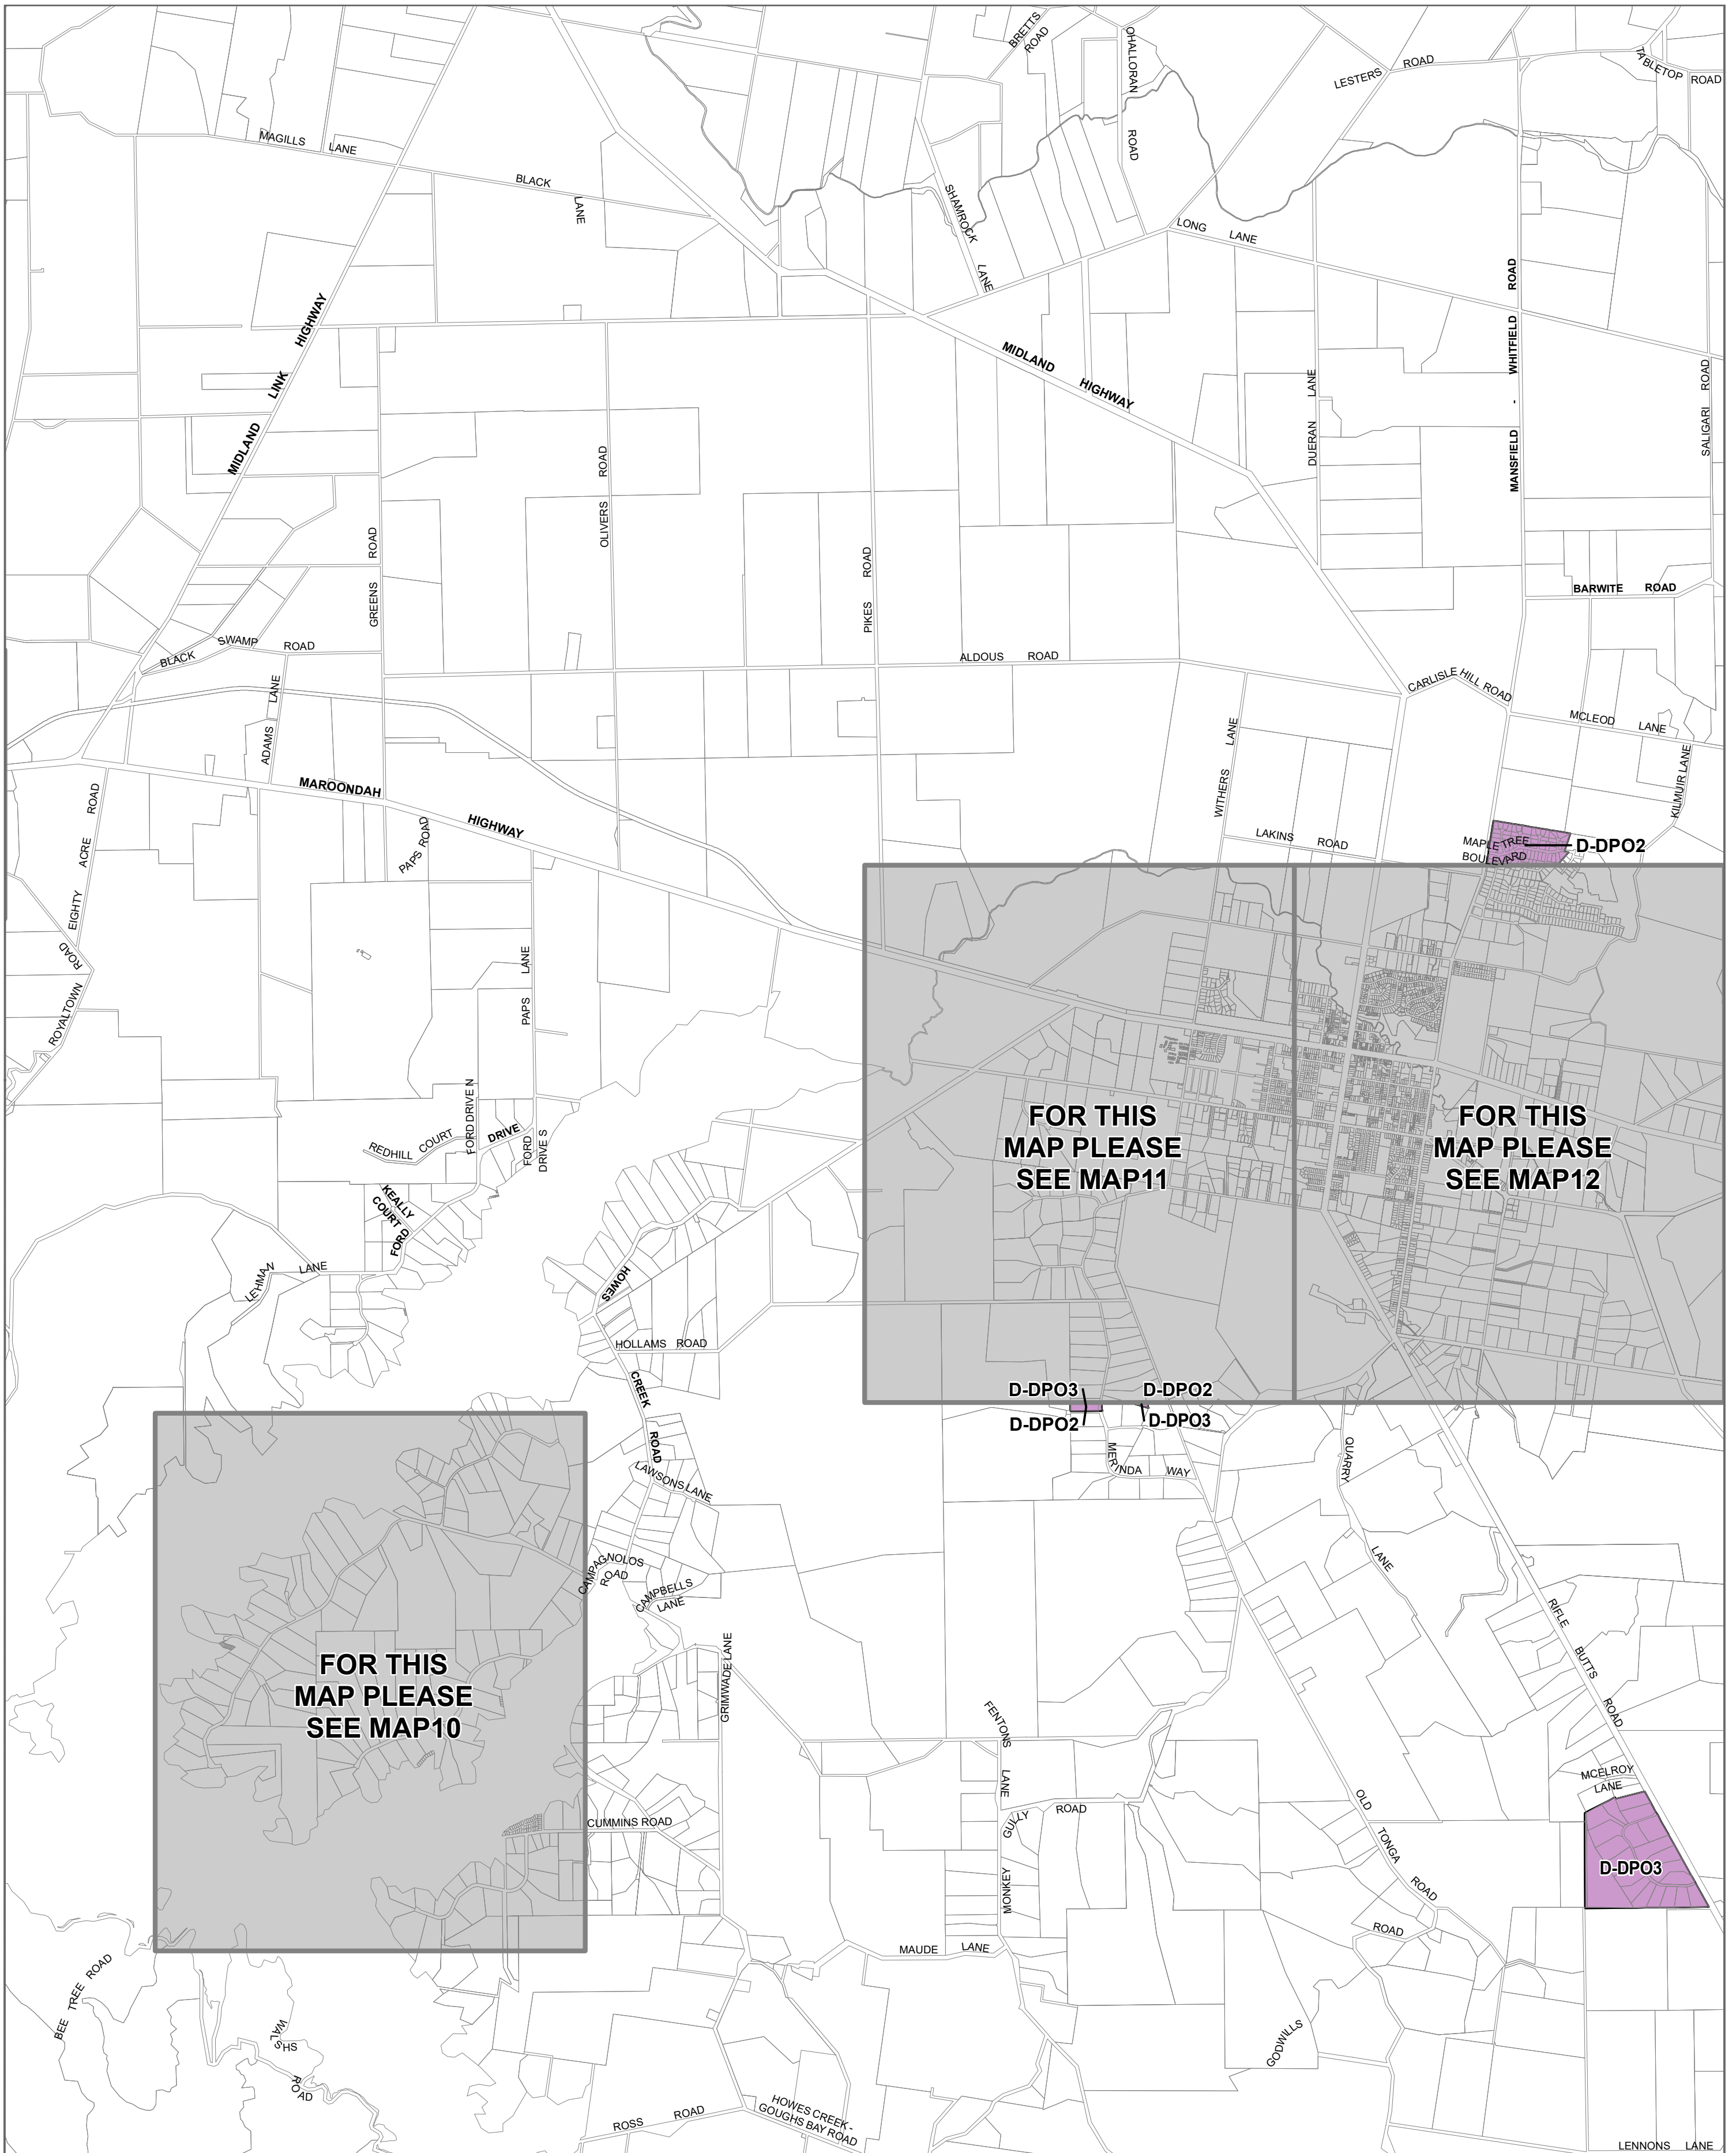 BRETTS
ROAD
OHALLORAN
ROAD
LESTERS ROAD
TABLETOP ROAD
MAGILLS LANE
BLACK
LANE
SHAMROCK
LANE
LONG LANE
MIDLAND LINK HIGHWAY
MIDLAND HIGHWAY
MANSFIELD - WHITFIELD ROAD
DUERAN LANE
SALIGARI ROAD
OLIVERS ROAD
GREENS ROAD
PIKES ROAD
BARWITE ROAD
BLACK SWAMP ROAD
ALDOUS ROAD
CARLISLE HILL ROAD
MCLEOD LANE
ADAMS LANE
WITHERS LANE
KILMUIR LANE
MAROONDAH HIGHWAY
EIGHTY ACRE ROAD
PAPS ROAD
LAKINS ROAD
MAPLE TREE
BOULEVARD
D-DPO2
ROYALTOWN ROAD
PAPS LANE
FORD DRIVE N
REDHILL COURT
DRIVE
FORD
DRIVE S
KEALLY
COURT
FORD
LEHMAN LANE
FOR THIS
MAP PLEASE
SEE MAP11
FOR THIS
MAP PLEASE
SEE MAP12
HOWES
HOLLAMS ROAD
CREEK
ROAD
D-DPO3
D-DPO2
D-DPO2
D-DPO3
MERINDA WAY
QUARRY
LANE
LAWSONS LANE
CAMPAGNOLOS
ROAD
CAMPBELLS
LANE
RIFLE BUTTS ROAD
FOR THIS
MAP PLEASE
SEE MAP10
GRIMWADE LANE
FENTONS
LANE
MCELROY
LANE
CUMMINS ROAD
MONKEY GULLY ROAD
OLD TONGA ROAD
D-DPO3
MAUDE LANE
GODWILLS ROAD
BEE TREE ROAD
WALSHS
ROAD
ROSS ROAD
HOWES CREEK -
GOUGHS BAY ROAD
LENNONS LANE